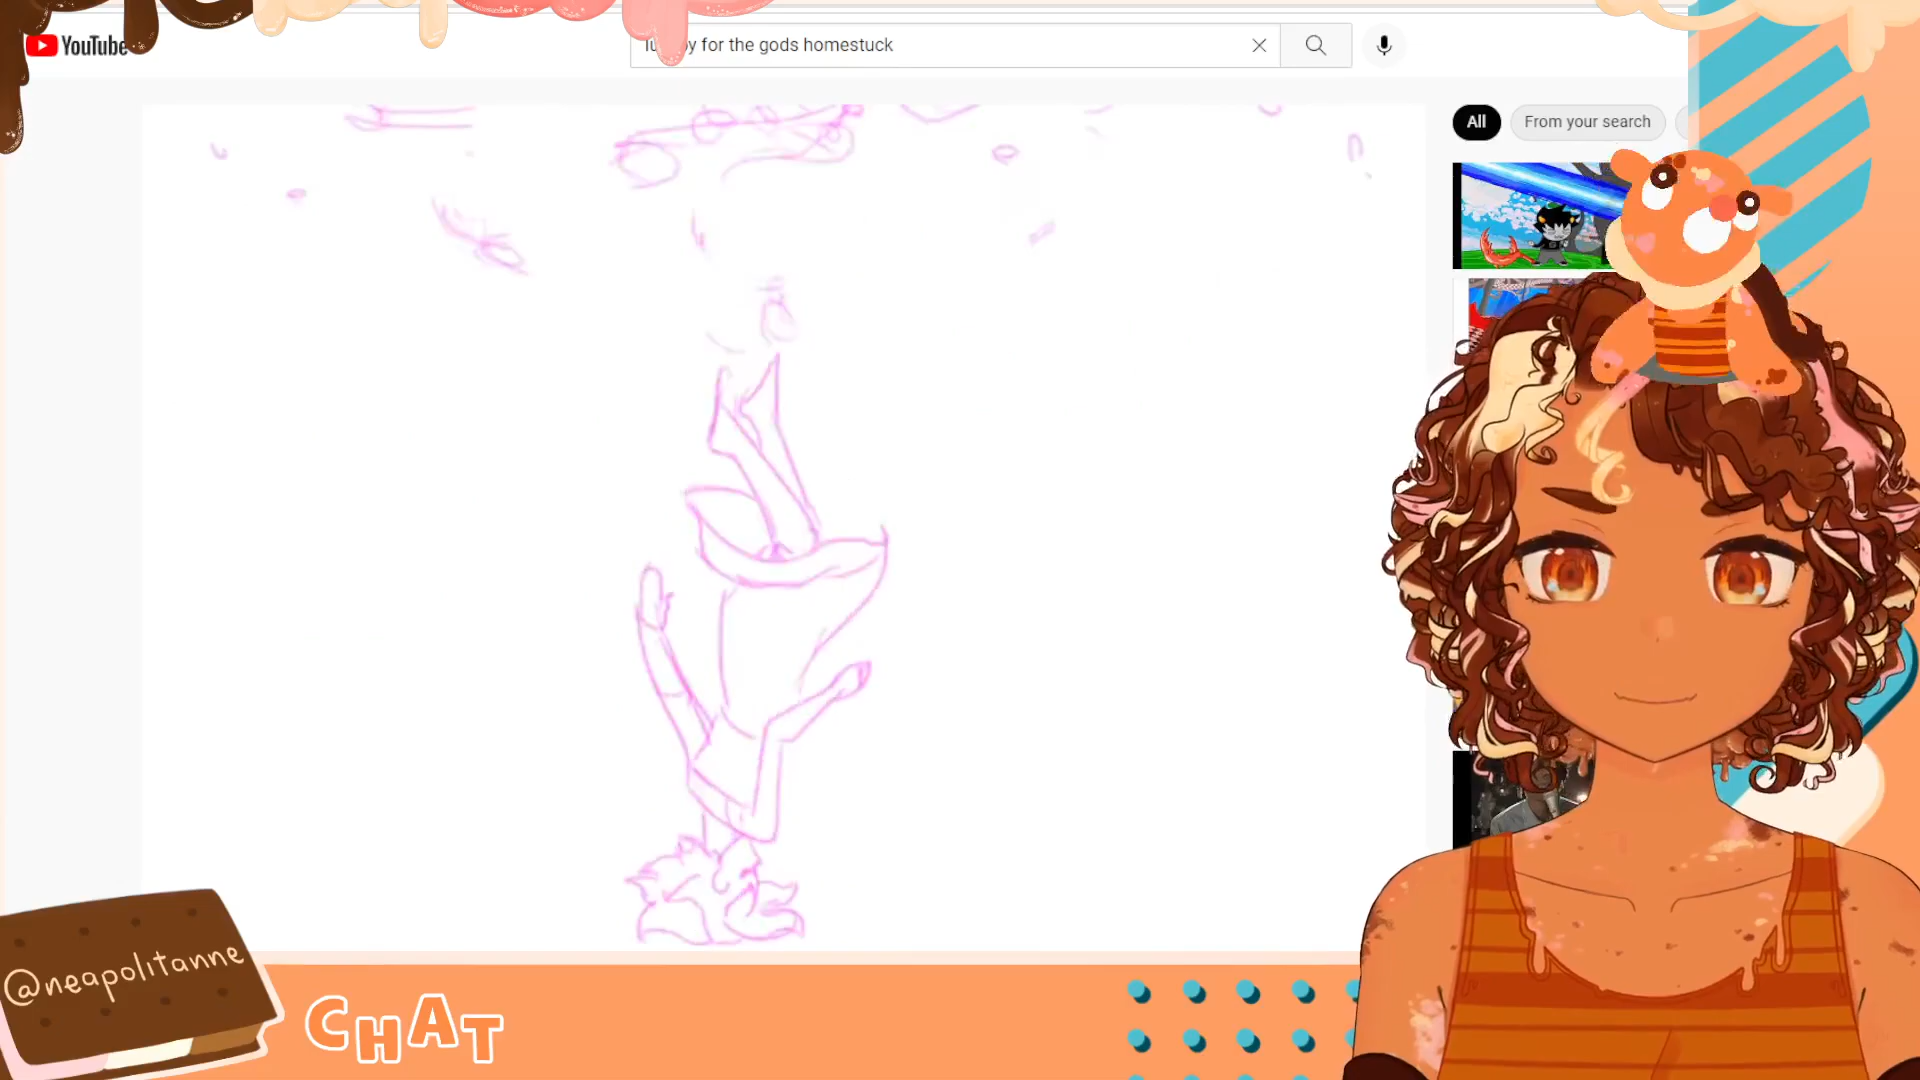 YouTube
for the gods homestuck
All
From your search
@neapolitanne
CHAT